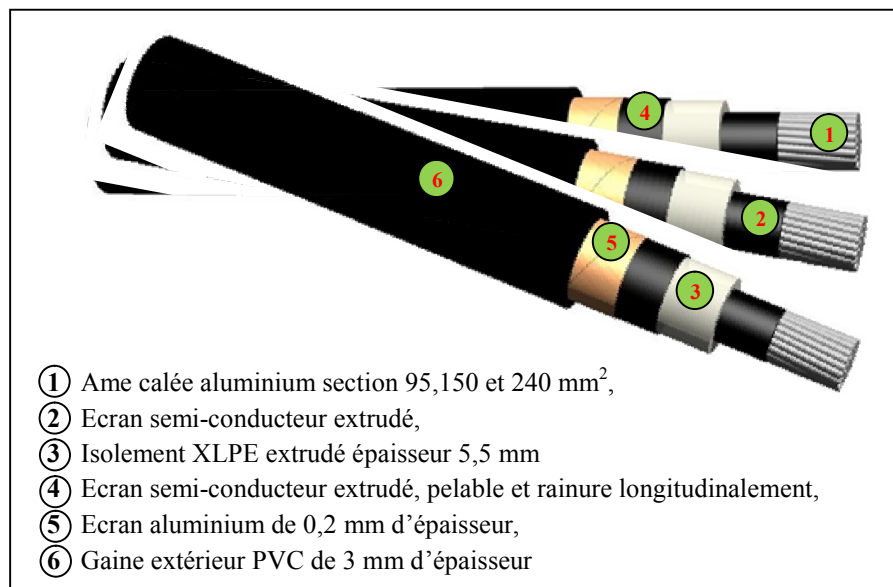 4
1
6
2
5
3
1 Ame calée aluminium section 95,150 et 240 mm²,
2 Ecran semi-conducteur extrudé,
3 Isolement XLPE extrudé épaisseur 5,5 mm
4 Ecran semi-conducteur extrudé, pelable et rainure longitudinalement,
5 Ecran aluminium de 0,2 mm d’épaisseur,
6 Gaine extérieur PVC de 3 mm d’épaisseur